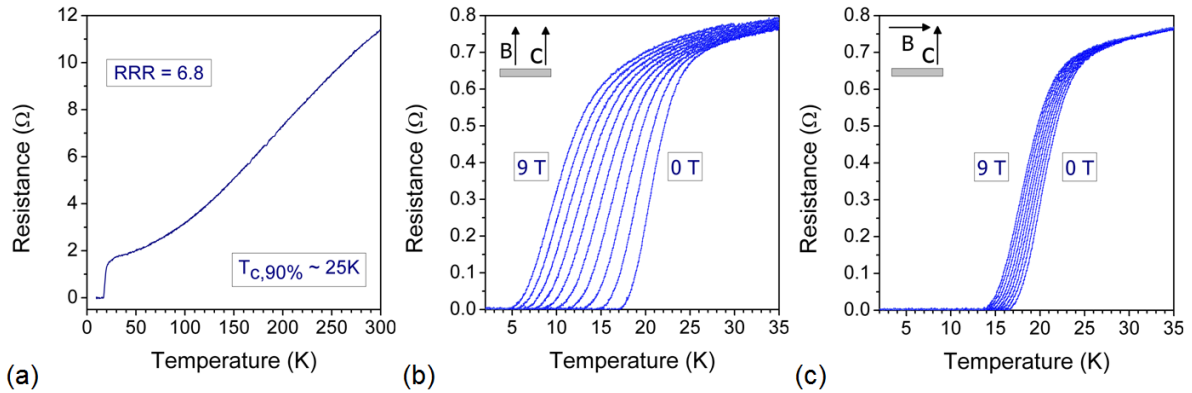 RRR = 6.8
T_C,90% ~ 25K
Resistance (Ω)
12
10
8
6
4
2
0
0 50 100 150 200 250 300
Temperature (K)
(a)
B C
9 T 0 T
Resistance (Ω)
0.8
0.7
0.6
0.5
0.4
0.3
0.2
0.1
0.0
5 10 15 20 25 30 35
Temperature (K)
(b)
B
C
9 T 0 T
Resistance (Ω)
0.8
0.7
0.6
0.5
0.4
0.3
0.2
0.1
0.0
5 10 15 20 25 30 35
Temperature (K)
(c)